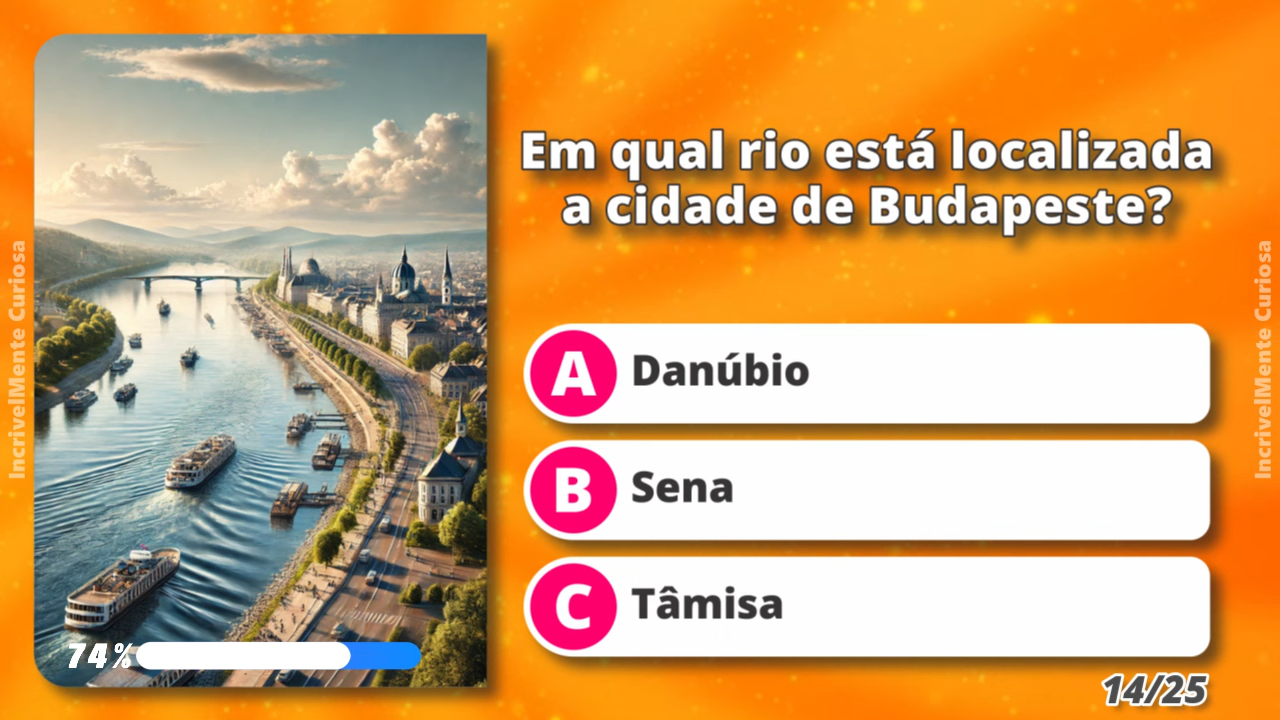 Em qual rio está localizada
a cidade de Budapeste?
A Danúbio
B Sena
C Tâmisa
74%
14/25
IncrivelMente Curiosa
IncrivelMente Curiosa